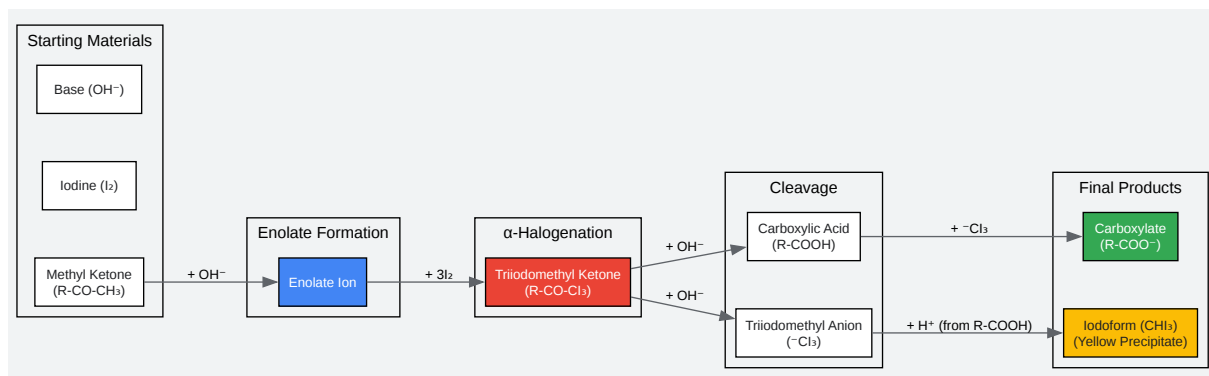 Starting Materials
Base (OH⁻)
Iodine (I₂)
Methyl Ketone
(R-CO-CH₃)
+ OH⁻
Enolate Formation
Enolate Ion
+ 3I₂
α-Halogenation
Triiodomethyl Ketone
(R-CO-CI₃)
+ OH⁻
+ OH⁻
Cleavage
Carboxylic Acid
(R-COOH)
Triiodomethyl Anion
(⁻CI₃)
+ ⁻CI₃
+ H⁺ (from R-COOH)
Final Products
Carboxylate
(R-COO⁻)
Iodoform (CHI₃)
(Yellow Precipitate)